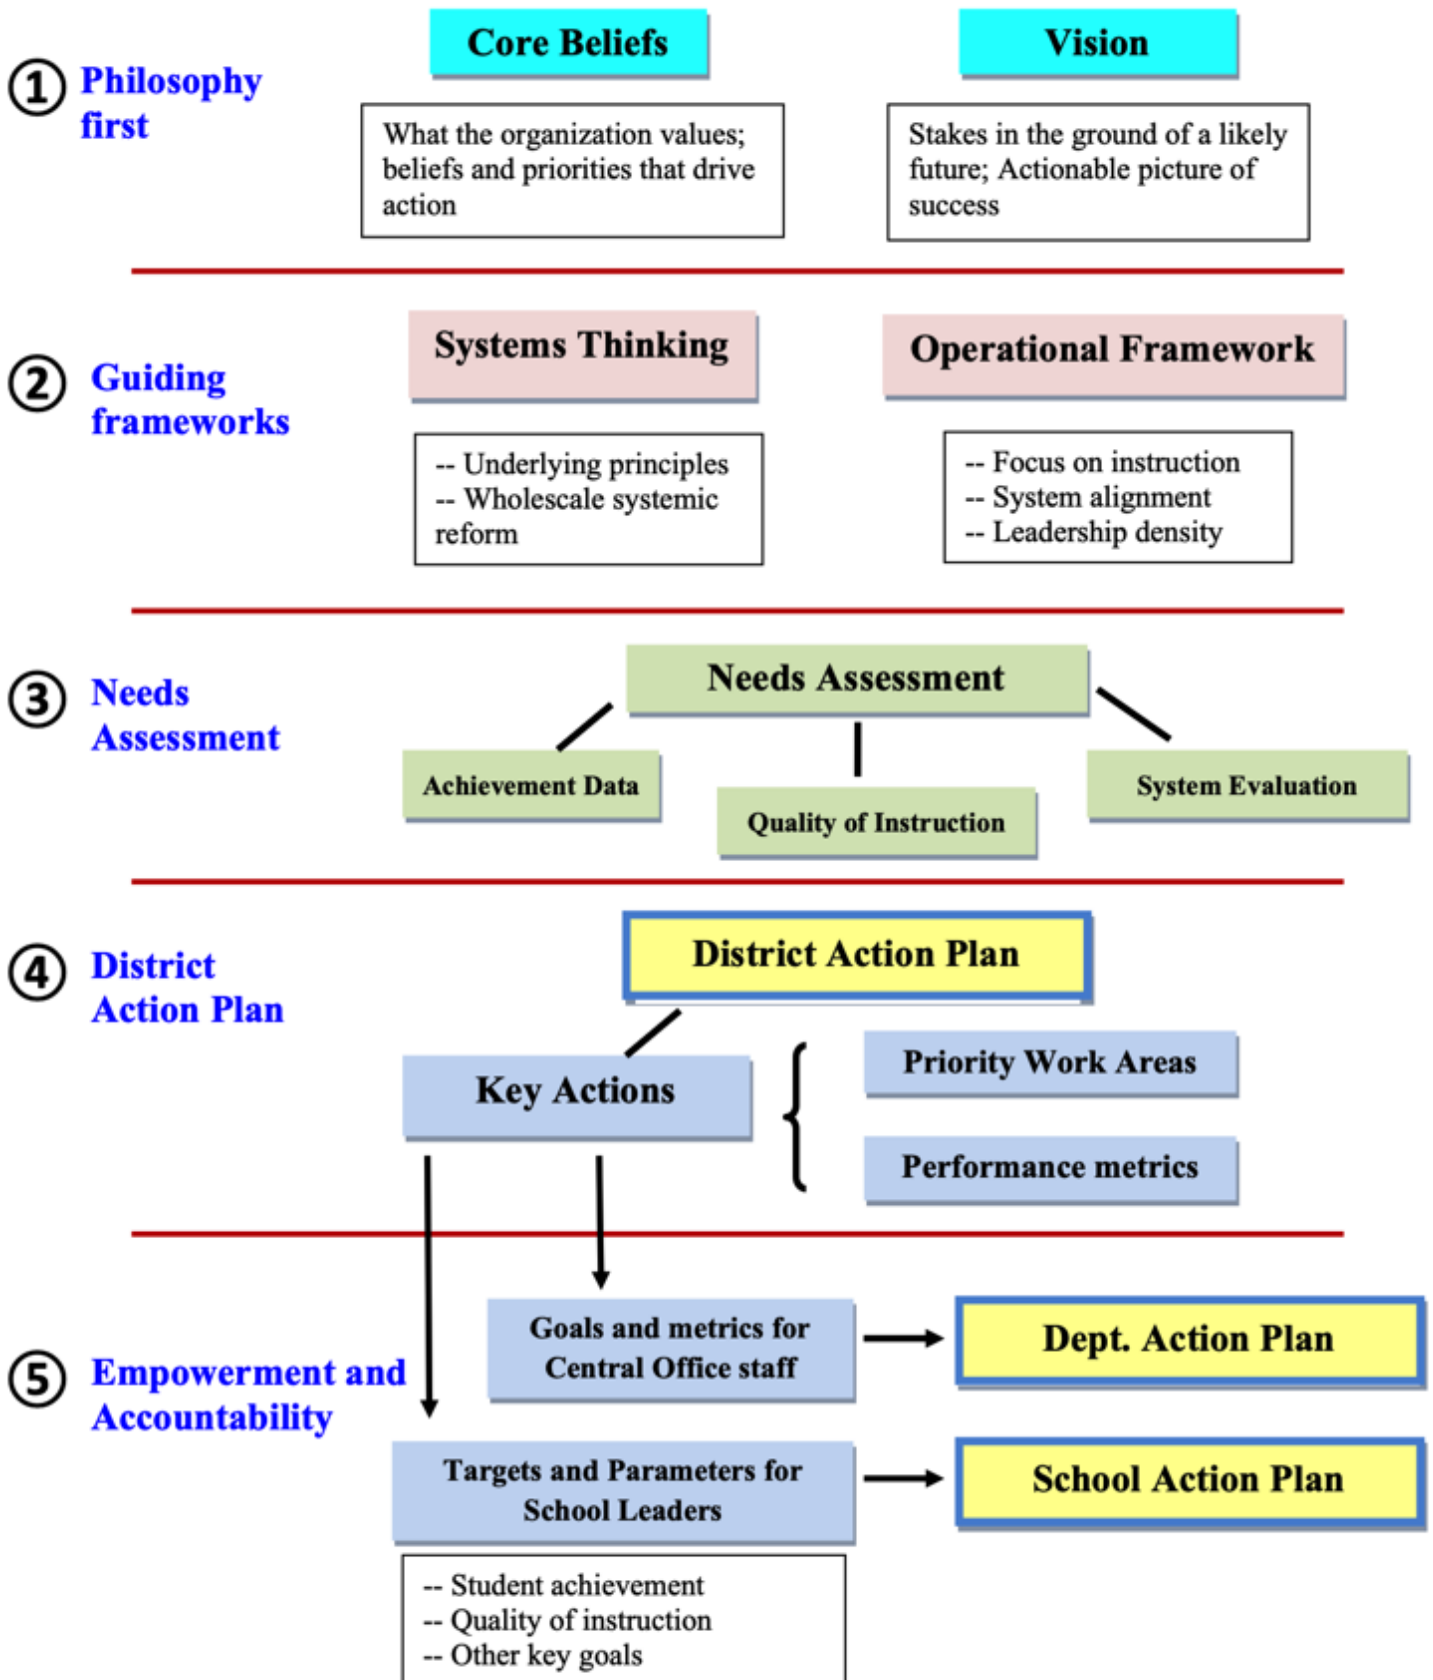 Core Beliefs
Vision
① Philosophy
first
What the organization values;
beliefs and priorities that drive
action
Stakes in the ground of a likely
future; Actionable picture of
success
② Guiding
frameworks
Systems Thinking
Operational Framework
-- Underlying principles
-- Wholescale systemic
reform
-- Focus on instruction
-- System alignment
-- Leadership density
③ Needs
Assessment
Needs Assessment
Achievement Data
Quality of Instruction
System Evaluation
④ District
Action Plan
District Action Plan
Key Actions
Priority Work Areas
Performance metrics
⑤ Empowerment and
Accountability
Goals and metrics for
Central Office staff
Dept. Action Plan
Targets and Parameters for
School Leaders
School Action Plan
-- Student achievement
-- Quality of instruction
-- Other key goals